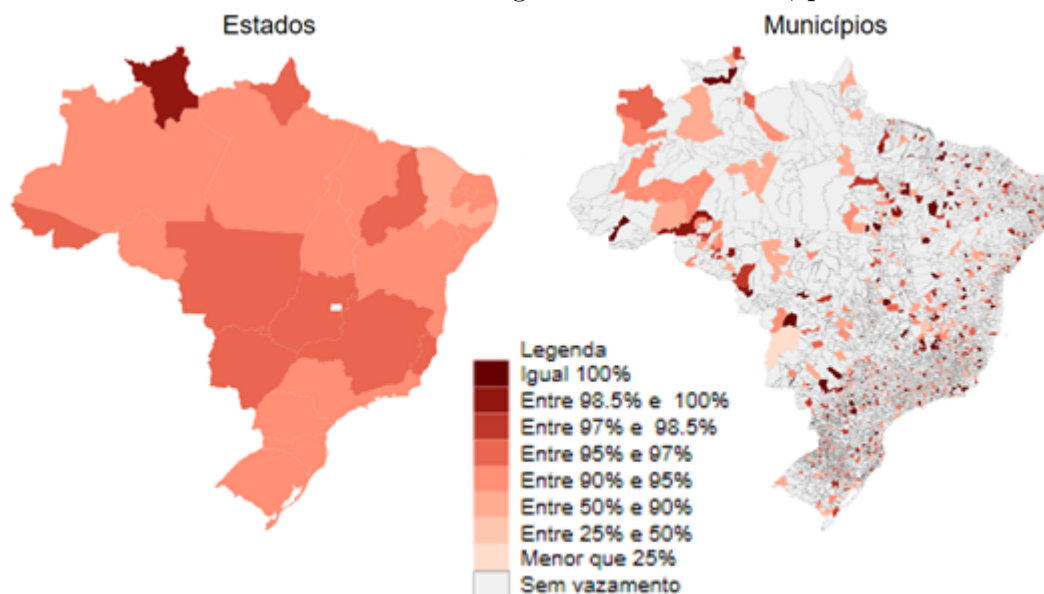 Estados
Municípios
Legenda
Igual 100%
Entre 98.5% e 100%
Entre 97% e 98.5%
Entre 95% e 97%
Entre 90% e 95%
Entre 50% e 90%
Entre 25% e 50%
Menor que 25%
Sem vazamento